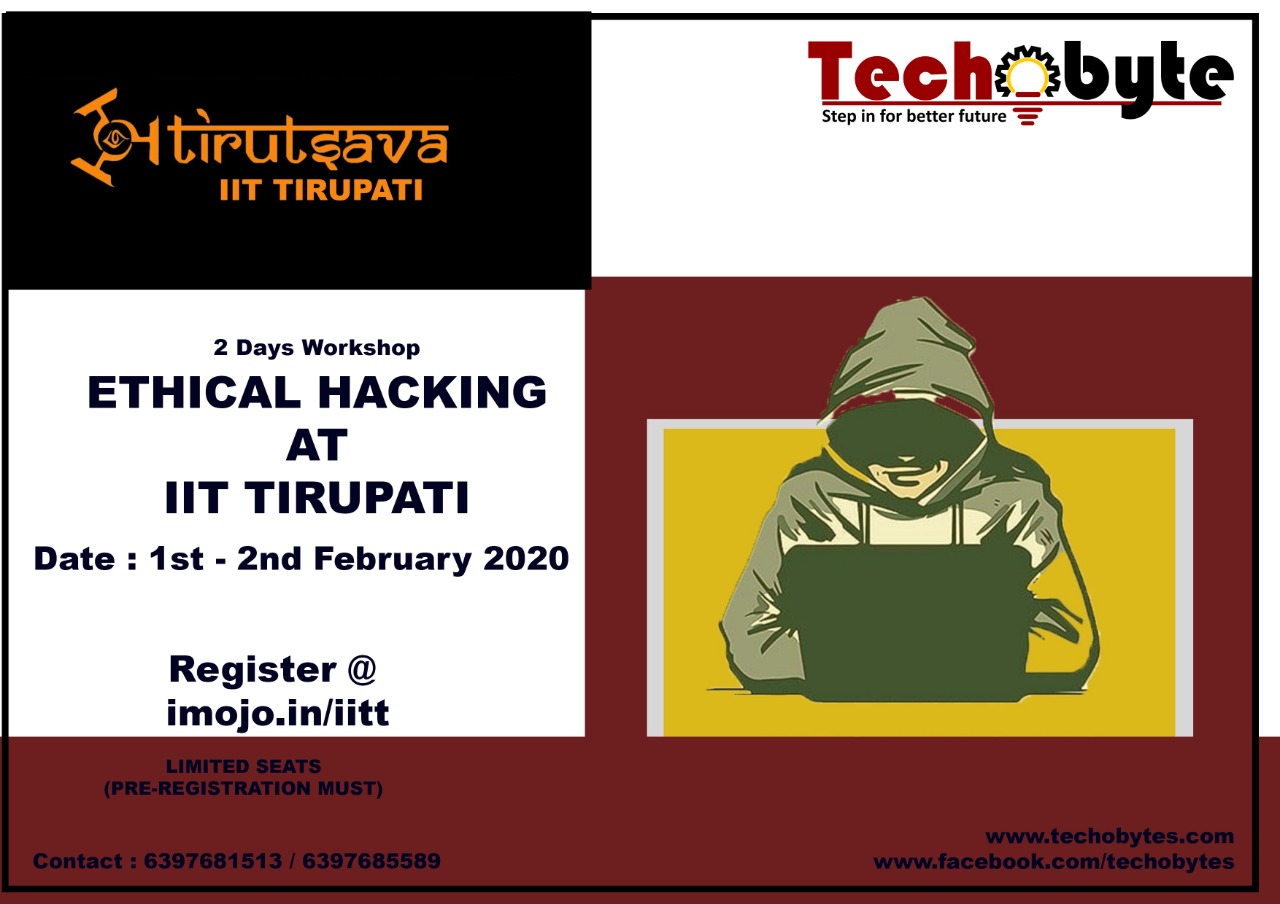 tirutsava
IIT TIRUPATI
Techobyte
Step in for better future
2 Days Workshop
ETHICAL HACKING
AT
IIT TIRUPATI
Date : 1st - 2nd February 2020
Register @
imojo.in/iitt
LIMITED SEATS
(PRE-REGISTRATION MUST)
Contact : 6397681513 / 6397685589
www.techobytes.com
www.facebook.com/techobytes